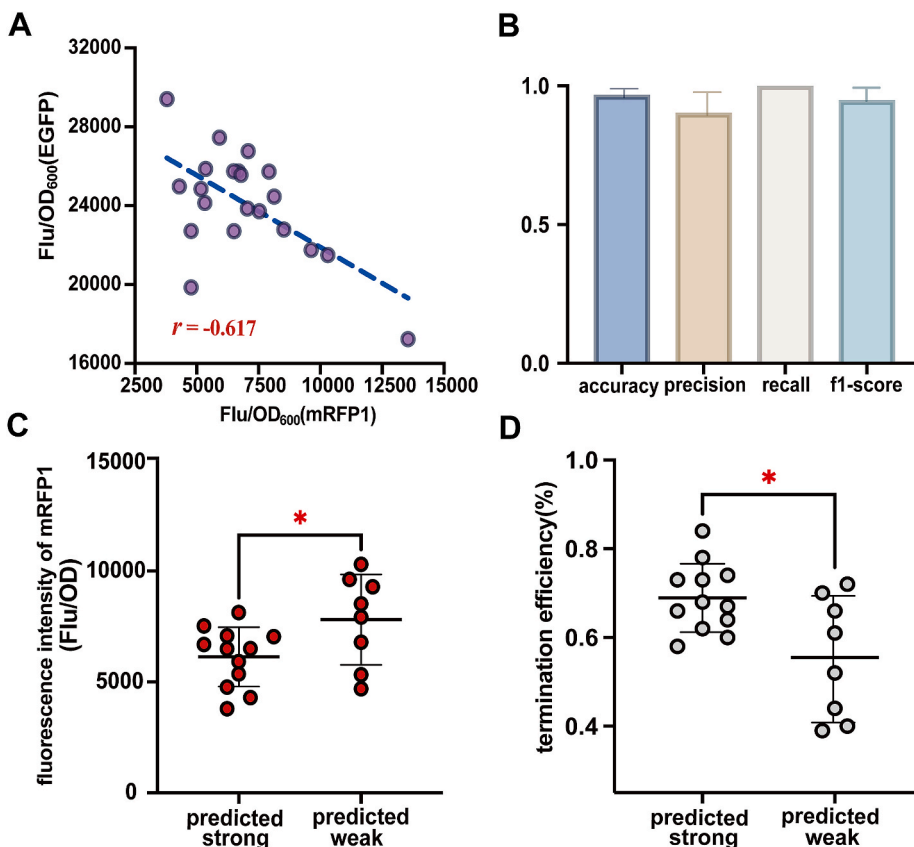 A
Flu/OD600(EGFP)
32000
28000
24000
20000
16000
r = -0.617
2500 5000 7500 10000 12500 15000
Flu/OD600(mRFP1)
B
1.0
0.5
0.0
accuracy precision recall f1-score
C
fluorescence intensity of mRFP1
(Flu/OD)
15000
10000
5000
0
*
predicted strong
predicted weak
D
termination efficiency(%)
1.0
0.8
0.6
0.4
*
predicted strong
predicted weak